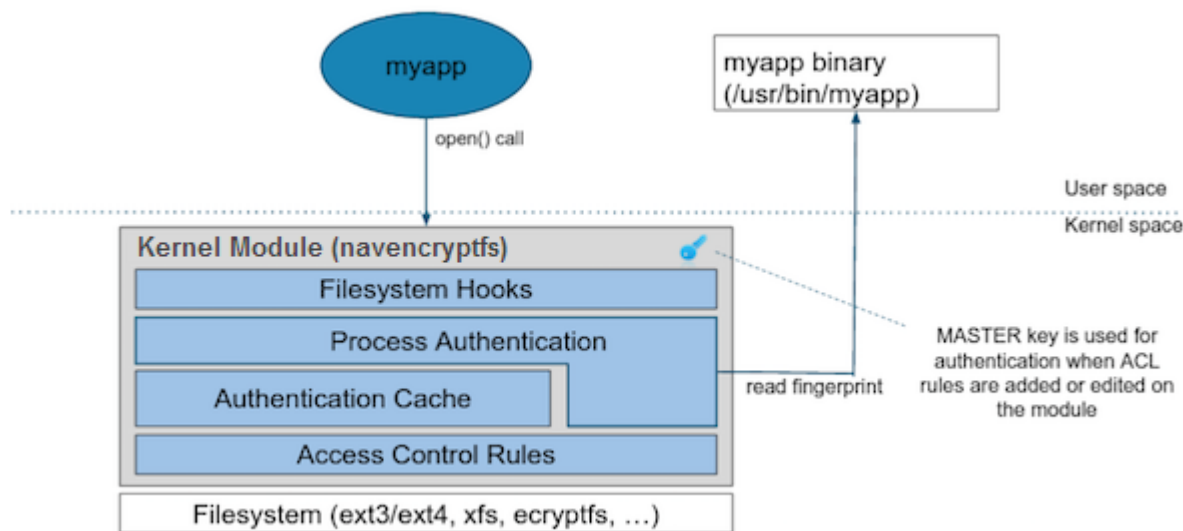 myapp
myapp binary
(/usr/bin/myapp)
open() call
User space
Kernel space
Kernel Module (navencryptfs)
Filesystem Hooks
Process Authentication
Authentication Cache
Access Control Rules
read fingerprint
MASTER key is used for
authentication when ACL
rules are added or edited on
the module
Filesystem (ext3/ext4, xfs, ecryptfs, …)